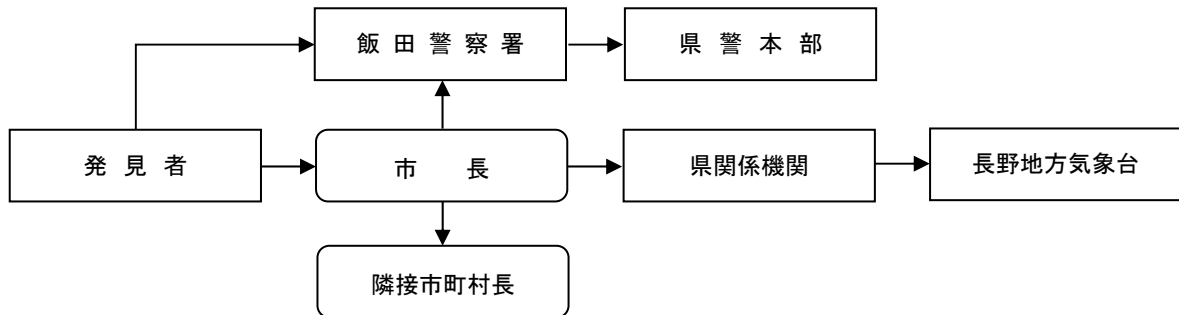 飯田警察署
県警本部
発見者
市長
県関係機関
長野地方気象台
隣接市町村長